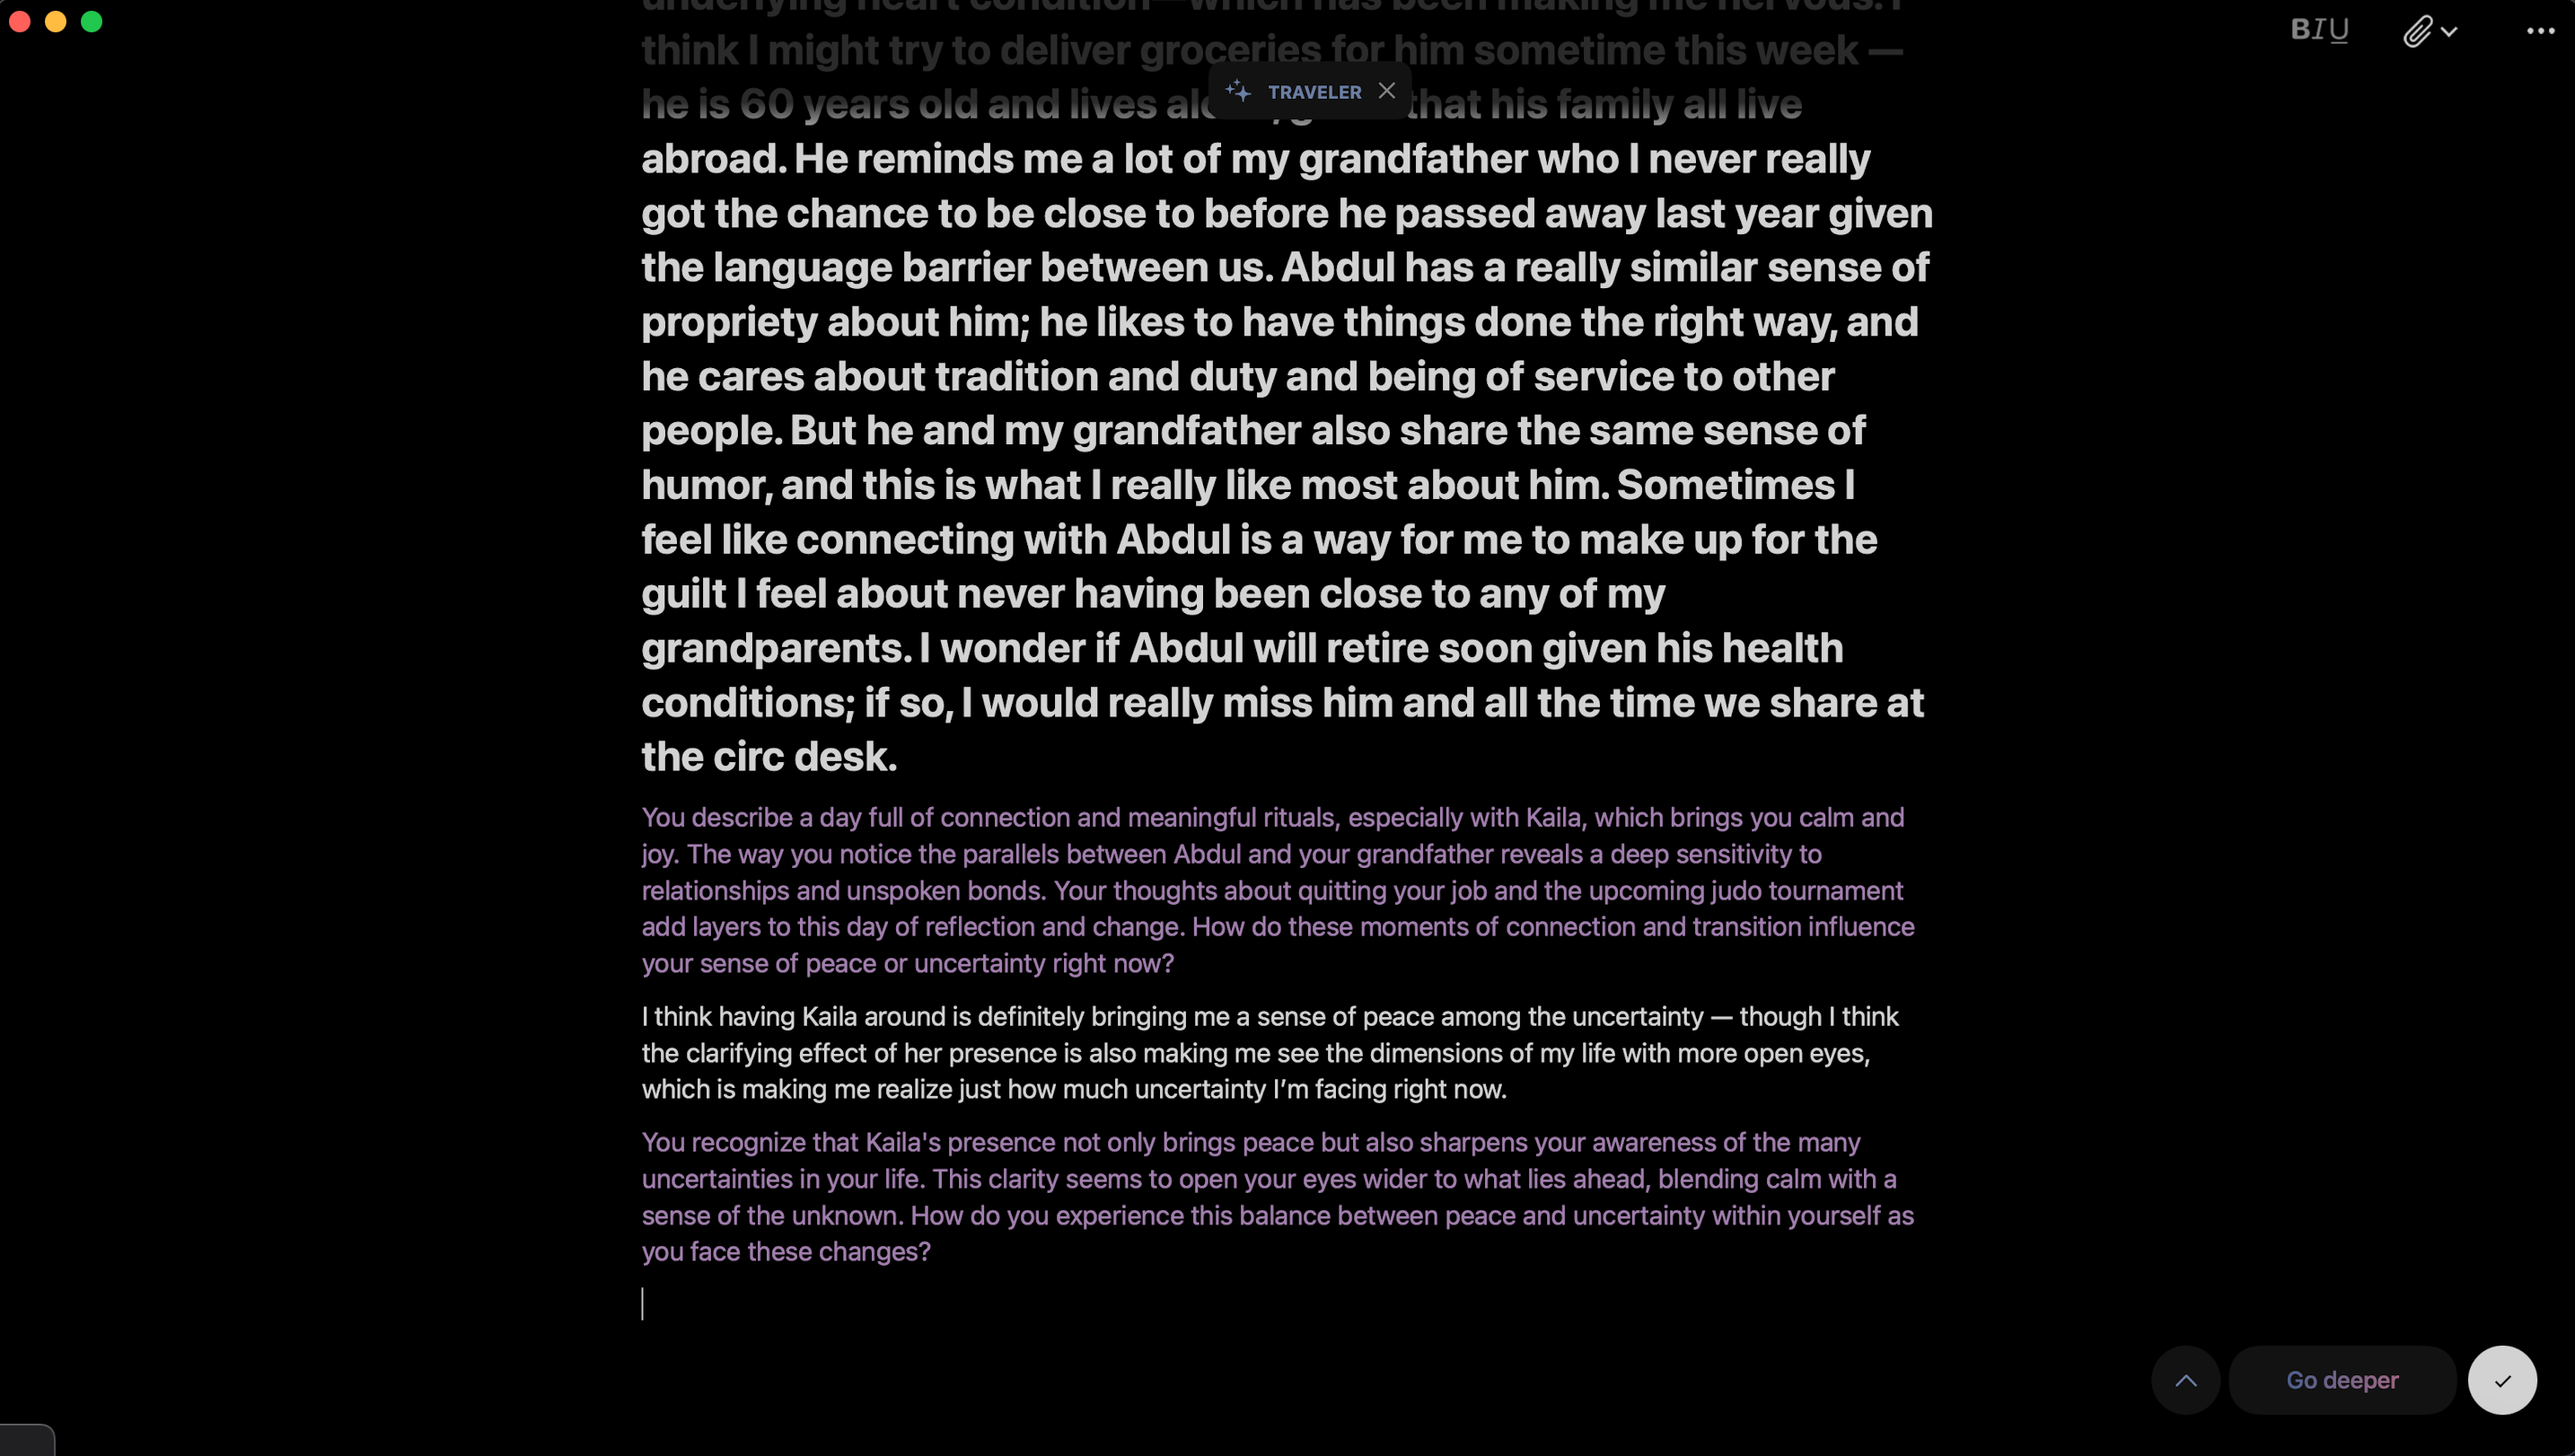 underlying heart condition—which has been making me nervous. I
BIU
think I might try to deliver groceries for him sometime this week —
TRAVELER
he is 60 years old and lives that his family all live
abroad. He reminds me a lot of my grandfather who I never really
got the chance to be close to before he passed away last year given
the language barrier between us. Abdul has a really similar sense of
propriety about him; he likes to have things done the right way, and
he cares about tradition and duty and being of service to other
people. But he and my grandfather also share the same sense of
humor, and this is what I really like most about him. Sometimes I
feel like connecting with Abdul is a way for me to make up for the
guilt I feel about never having been close to any of my
grandparents. I wonder if Abdul will retire soon given his health
conditions; if so, I would really miss him and all the time we share at
the circ desk.
You describe a day full of connection and meaningful rituals, especially with Kaila, which brings you calm and
joy. The way you notice the parallels between Abdul and your grandfather reveals a deep sensitivity to
relationships and unspoken bonds. Your thoughts about quitting your job and the upcoming judo tournament
add layers to this day of reflection and change. How do these moments of connection and transition influence
your sense of peace or uncertainty right now?
I think having Kaila around is definitely bringing me a sense of peace among the uncertainty — though I think
the clarifying effect of her presence is also making me see the dimensions of my life with more open eyes,
which is making me realize just how much uncertainty I’m facing right now.
You recognize that Kaila's presence not only brings peace but also sharpens your awareness of the many
uncertainties in your life. This clarity seems to open your eyes wider to what lies ahead, blending calm with a
sense of the unknown. How do you experience this balance between peace and uncertainty within yourself as
you face these changes?
Go deeper